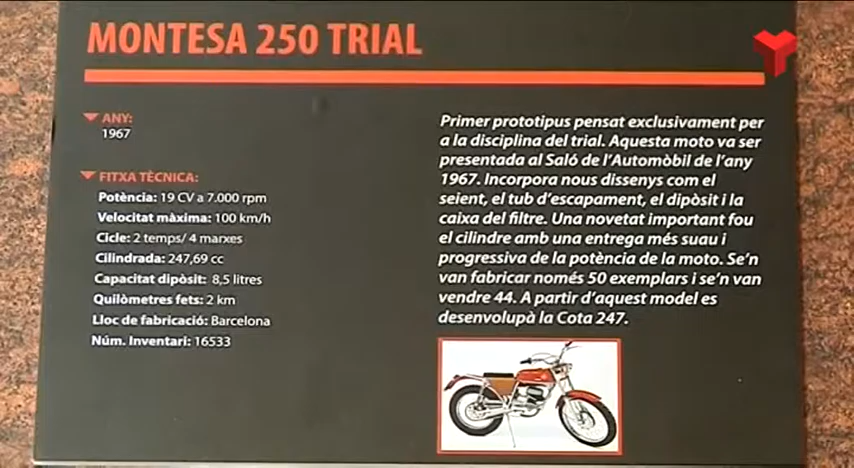 MONTESA 250 TRIAL
ANY:
1967
FITXA TÈCNICA:
Potència: 19 CV a 7.000 rpm
Velocitat màxima: 100 km/h
Cicle: 2 temps/ 4 marxes
Cilindrada: 247,69 cc
Capacitat dipòsit: 8,5 litres
Quilòmetres fets: 2 km
Lloc de fabricació: Barcelona
Núm. Inventari: 16533
Primer prototipus pensat exclusivament per
a la disciplina del trial. Aquesta moto va ser
presentada al Saló de l'Automòbil de l'any
1967. Incorpora nous dissenys com el
seient, el tub d'escapament, el dipòsit i la
caixa del filtre. Una novetat important fou
el cilindre amb una entrega més suau i
progressiva de la potència de la moto. Se'n
van fabricar només 50 exemplars i se'n van
vendre 44. A partir d'aquest model es
desenvolupà la Cota 247.